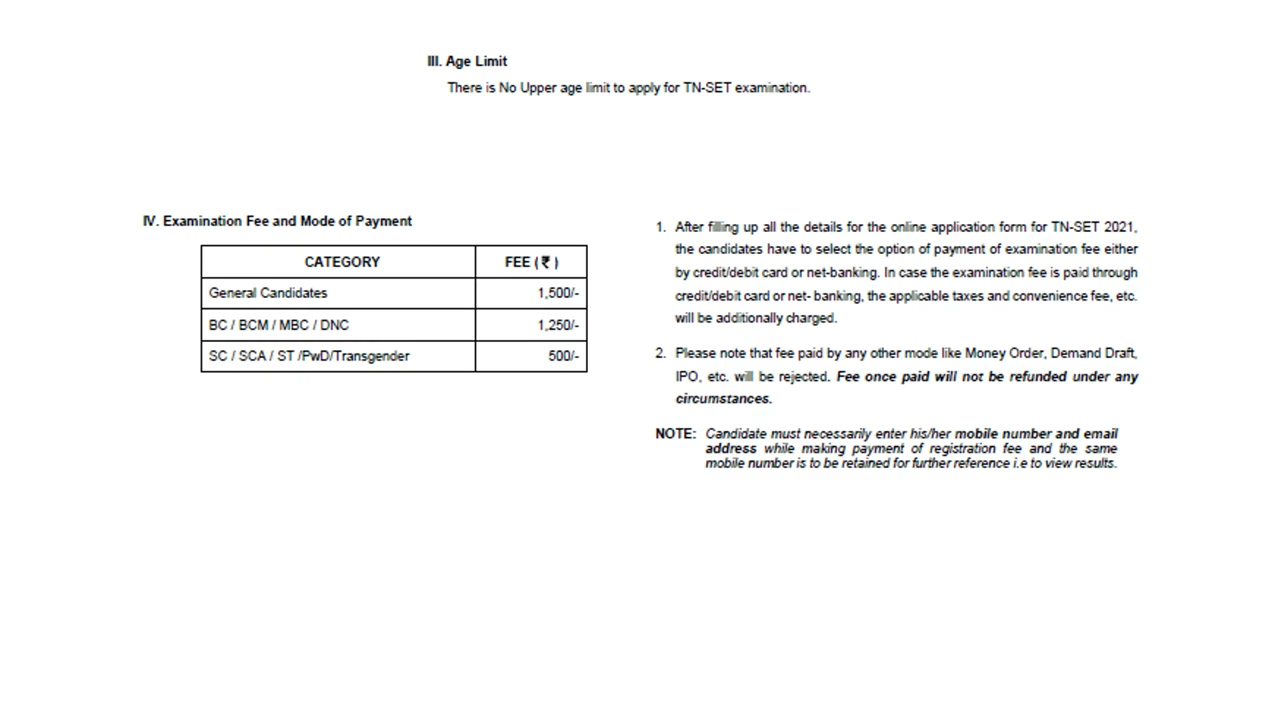 III. Age Limit
There is No Upper age limit to apply for TN-SET examination.
IV. Examination Fee and Mode of Payment
CATEGORY FEE (₹)
General Candidates 1,500/-
BC / BCM / MBC / DNC 1,250/-
SC / SCA / ST /PwD/Transgender 500/-
1. After filling up all the details for the online application form for TN-SET 2021,
the candidates have to select the option of payment of examination fee either
by credit/debit card or net-banking. In case the examination fee is paid through
credit/debit card or net- banking, the applicable taxes and convenience fee, etc.
will be additionally charged.
2. Please note that fee paid by any other mode like Money Order, Demand Draft,
IPO, etc. will be rejected. Fee once paid will not be refunded under any
circumstances.
NOTE: Candidate must necessarily enter his/her mobile number and email
address while making payment of registration fee and the same
mobile number is to be retained for further reference i.e to view results.